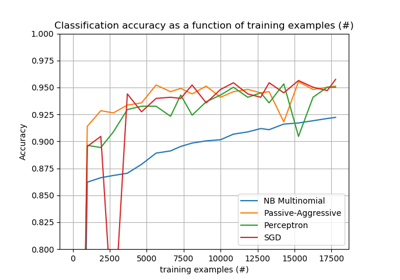 Classification accuracy as a function of training examples (#)
1.000
0.975
0.950
0.925
0.900
0.875
0.850
0.825
0.800
Accuracy
NB Multinomial
Passive-Aggressive
Perceptron
SGD
0 2500 5000 7500 10000 12500 15000 17500
training examples (#)